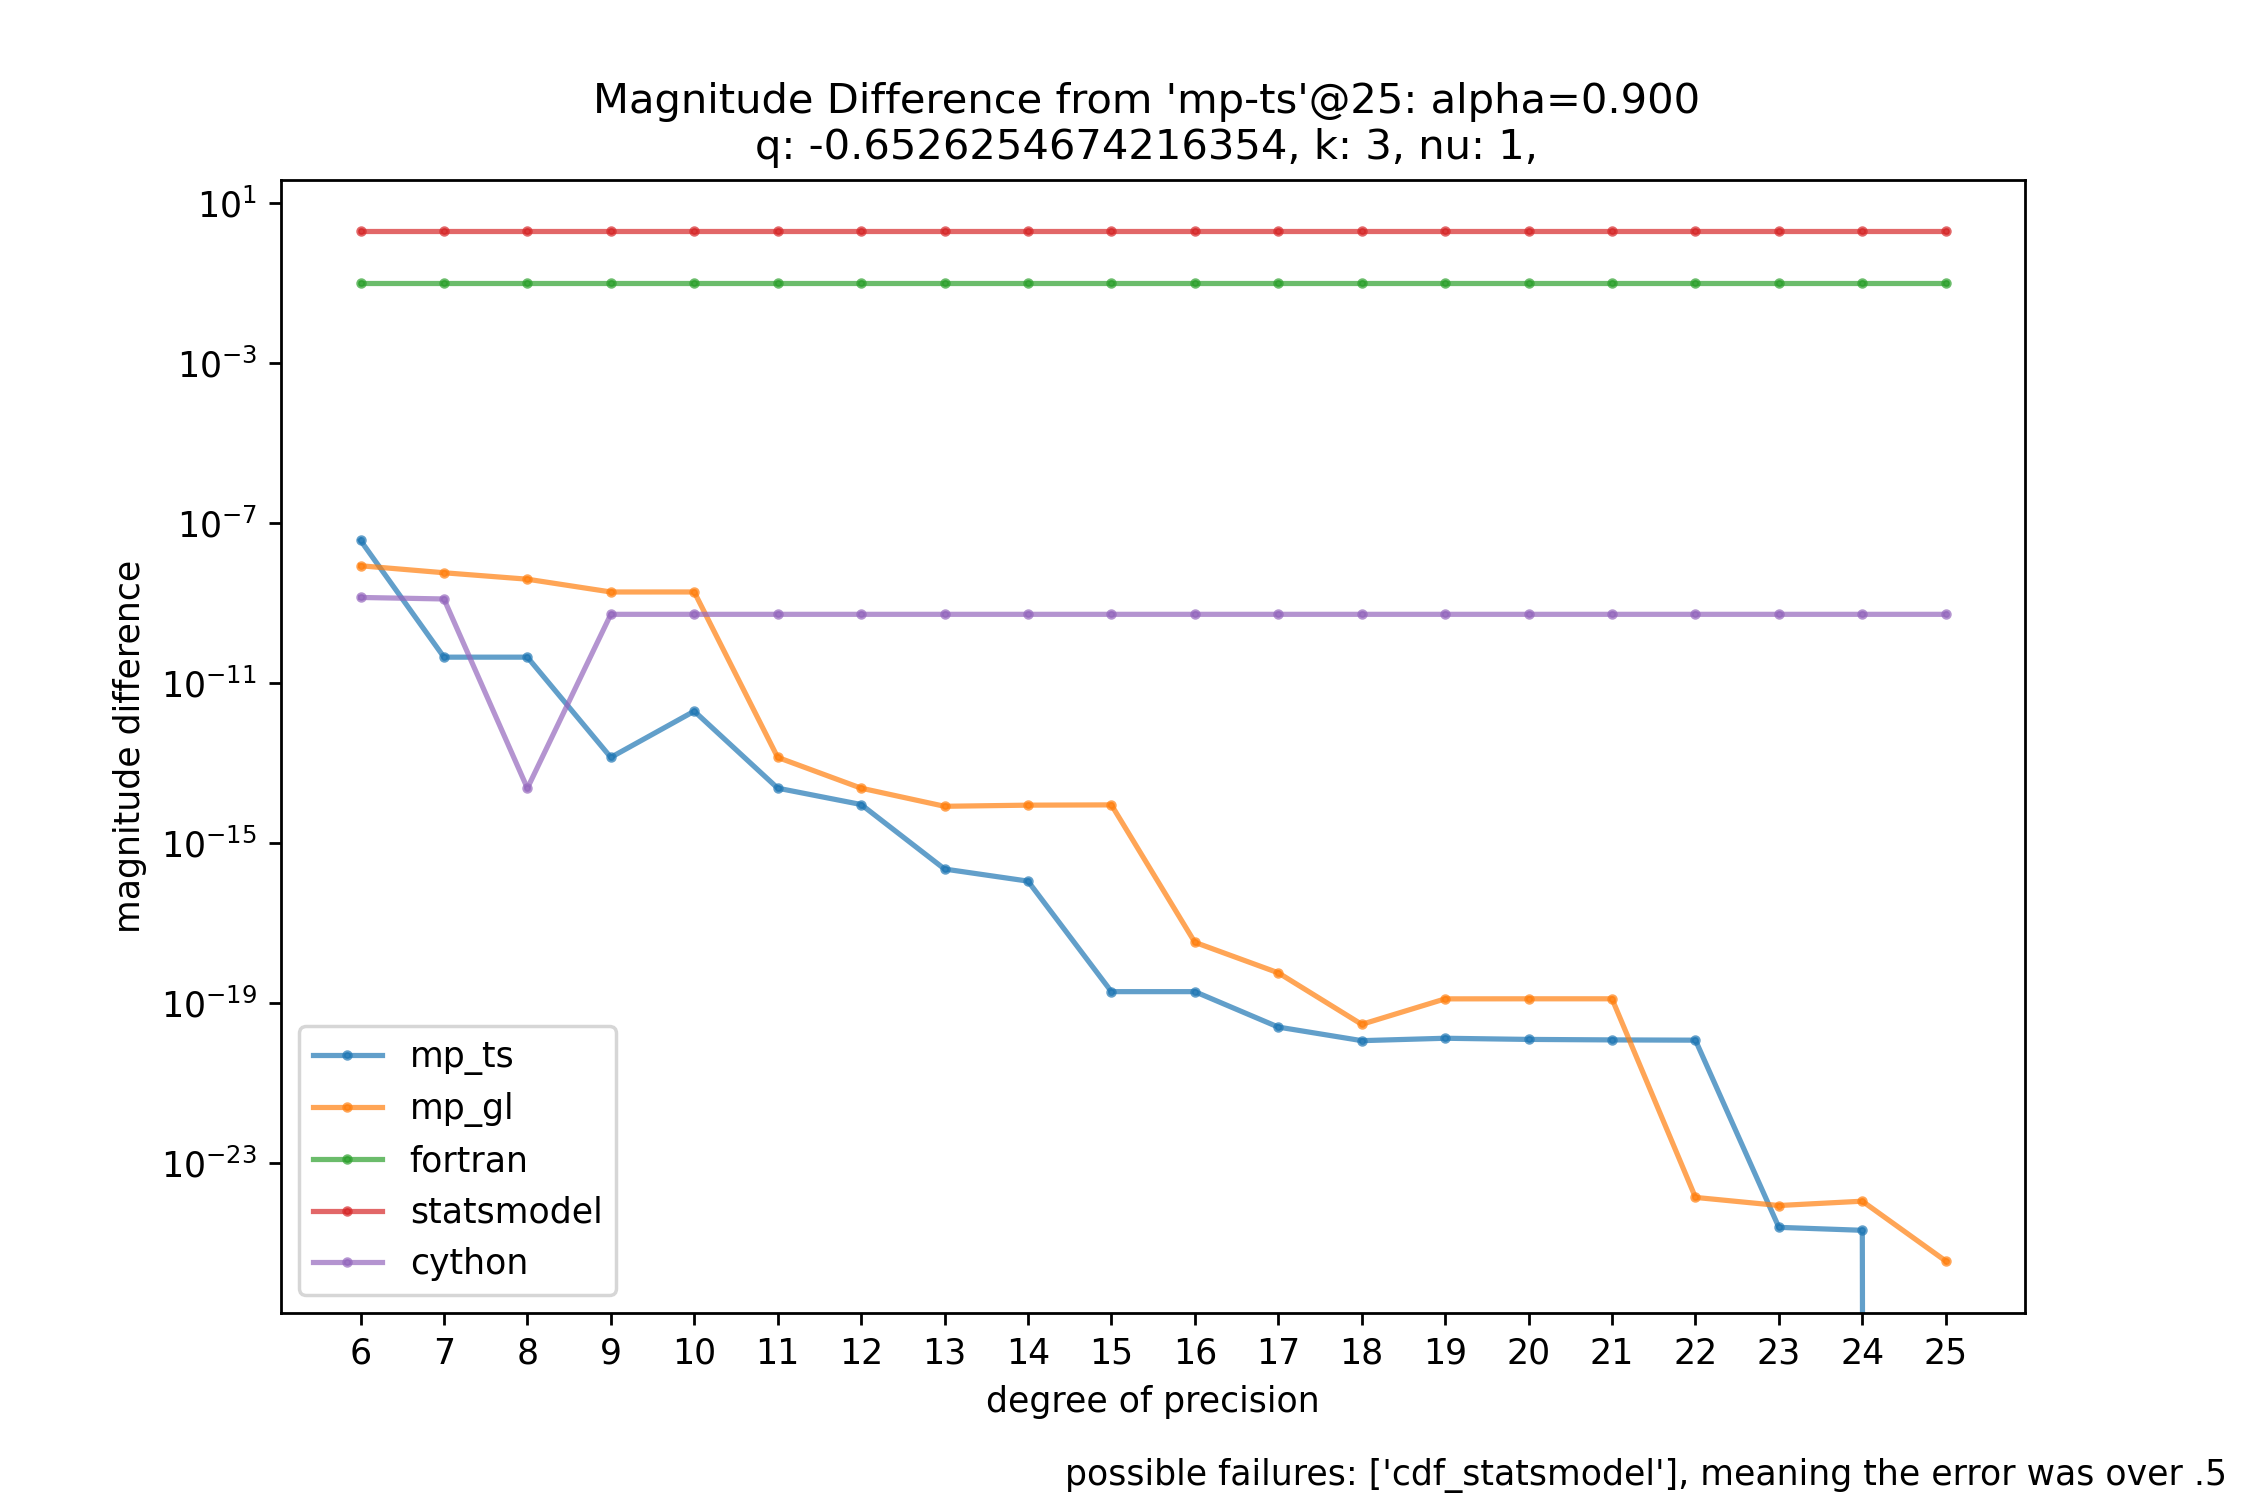 Magnitude Difference from 'mp-ts'@25: alpha=0.900
q: -0.6526254674216354, k: 3, nu: 1,
10¹
10⁻³
10⁻⁷
10⁻¹¹
10⁻¹⁵
10⁻¹⁹
10⁻²³
magnitude difference
mp_ts
mp_gl
fortran
statsmodel
cython
6 7 8 9 10 11 12 13 14 15 16 17 18 19 20 21 22 23 24 25
degree of precision
possible failures: ['cdf_statsmodel'], meaning the error was over .5